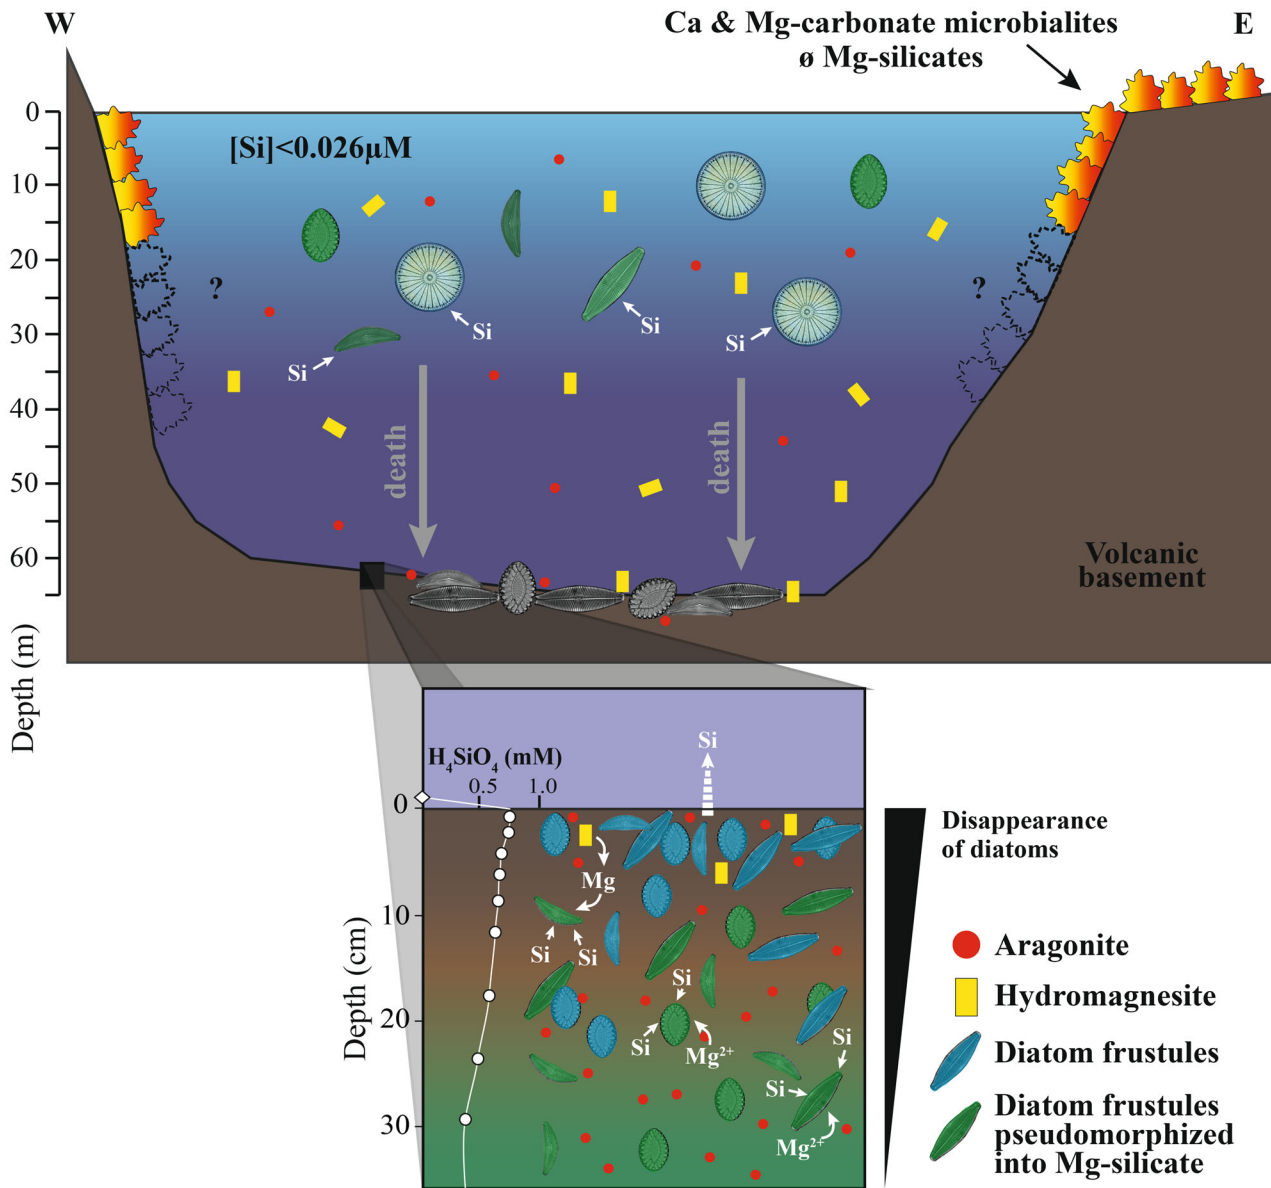 W
Ca & Mg-carbonate microbialites
ø Mg-silicates
E
0
10
20
30
40
50
60
Depth (m)
[Si]<0.026µM
?
?
Si
Si
Si
Si
death
death
Volcanic
basement
H₄SiO₄ (mM)
0.5
1.0
Si
0
10
20
30
Depth (cm)
Mg
Si
Si
Si
Si
Mg²⁺
Si
Si
Mg²⁺
Disappearance
of diatoms
Aragonite
Hydromagnesite
Diatom frustules
Diatom frustules
pseudomorphized
into Mg-silicate